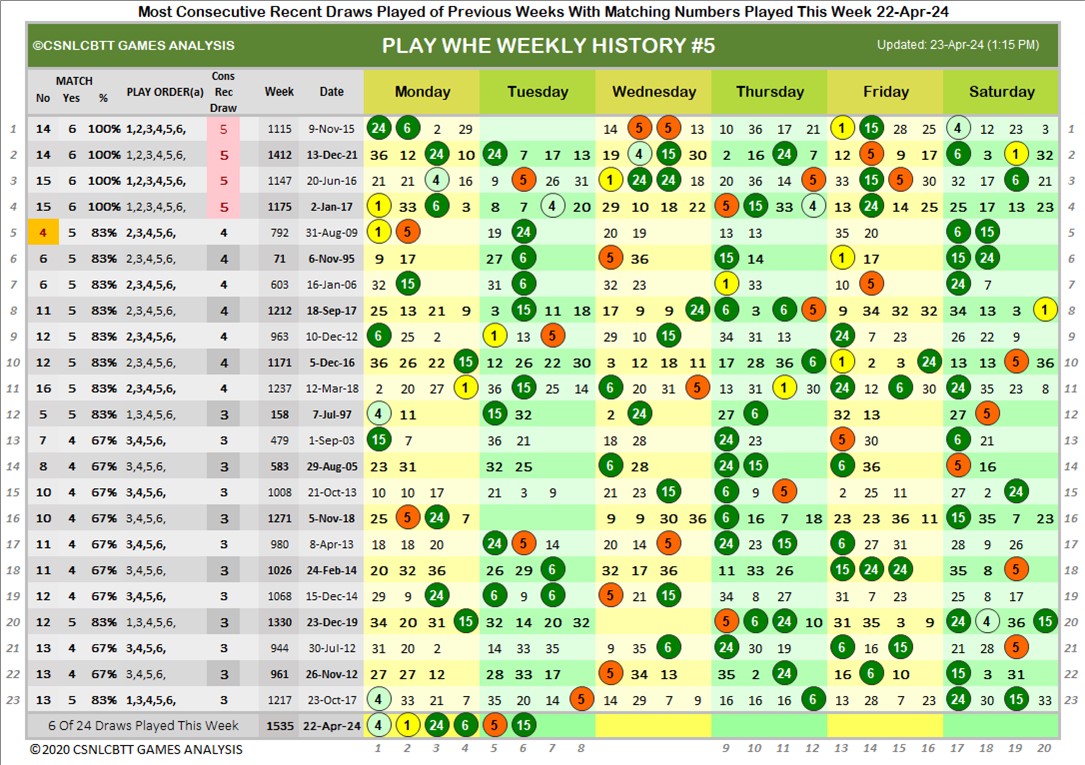 Most Consecutive Recent Draws Played of Previous Weeks With Matching Numbers Played This Week 22-Apr-24
©CSNLCBTT GAMES ANALYSIS PLAY WHE WEEKLY HISTORY #5 Updated: 23-Apr-24 (1:15 PM)
MATCH Cons
No Yes % PLAY ORDER(a) Rec Week Date Monday Tuesday Wednesday Thursday Friday Saturday
Draw
1 14 6 100% 1,2,3,4,5,6, 5 1115 9-Nov-15 24 6 2 29 14 5 5 13 10 36 17 21 1 15 28 25 4 12 23 3 1
2 14 6 100% 1,2,3,4,5,6, 5 1412 13-Dec-21 36 12 24 10 24 7 17 13 19 4 15 30 2 16 24 7 12 5 9 17 6 3 1 32 2
3 15 6 100% 1,2,3,4,5,6, 5 1147 20-Jun-16 21 21 4 16 9 5 26 31 1 24 24 18 20 36 14 5 33 15 5 30 32 17 6 21 3
4 15 6 100% 1,2,3,4,5,6, 5 1175 2-Jan-17 1 33 6 3 8 7 4 20 29 10 18 22 5 15 33 4 13 24 14 25 25 17 13 23 4
5 4 5 83% 2,3,4,5,6, 4 792 31-Aug-09 1 5 19 24 20 19 13 13 35 20 6 15 5
6 6 5 83% 2,3,4,5,6, 4 71 6-Nov-95 9 17 27 6 5 36 15 14 1 17 15 24 6
7 6 5 83% 2,3,4,5,6, 4 603 16-Jan-06 32 15 31 6 32 23 1 33 10 5 24 7 7
8 11 5 83% 2,3,4,5,6, 4 1212 18-Sep-17 25 13 21 9 3 15 11 18 17 9 9 24 6 3 6 5 9 34 32 32 34 13 3 1 8
9 12 5 83% 2,3,4,5,6, 4 963 10-Dec-12 6 25 2 1 13 5 29 10 15 34 31 13 24 7 23 26 22 9 9
10 12 5 83% 2,3,4,5,6, 4 1171 5-Dec-16 36 26 22 15 12 26 22 30 3 12 18 11 17 28 36 6 1 2 3 24 13 13 5 36 10
11 16 5 83% 2,3,4,5,6, 4 1237 12-Mar-18 2 20 27 1 36 15 25 14 6 20 31 5 13 31 1 30 24 12 6 30 24 35 23 8 11
12 5 5 83% 1,3,4,5,6, 3 158 7-Jul-97 4 11 15 32 2 24 27 6 32 13 27 5 12
13 7 4 67% 3,4,5,6, 3 479 1-Sep-03 15 7 36 21 18 28 24 23 5 30 6 21 13
14 8 4 67% 3,4,5,6, 3 583 29-Aug-05 23 31 32 25 6 28 24 15 6 36 5 16 14
15 10 4 67% 3,4,5,6, 3 1008 21-Oct-13 10 10 17 21 3 9 21 23 15 6 9 5 2 25 11 27 2 24 15
16 10 4 67% 3,4,5,6, 3 1271 5-Nov-18 25 5 24 7 9 9 30 36 6 16 7 18 23 23 36 11 15 35 7 23 16
17 11 4 67% 3,4,5,6, 3 980 8-Apr-13 18 18 20 24 5 14 20 14 5 24 23 15 6 27 31 28 9 26 17
18 11 4 67% 3,4,5,6, 3 1026 24-Feb-14 20 32 36 26 29 6 32 17 36 11 33 26 15 24 24 35 8 5 18
19 12 4 67% 3,4,5,6, 3 1068 15-Dec-14 29 9 24 6 9 6 5 21 15 34 8 27 31 7 23 25 8 17 19
20 12 5 83% 1,3,4,5,6, 3 1330 23-Dec-19 34 20 31 15 32 14 20 32 5 6 24 10 31 35 3 9 24 4 36 15 20
21 13 4 67% 3,4,5,6, 3 944 30-Jul-12 31 20 2 14 33 35 9 35 6 24 30 19 6 16 15 21 28 5 21
22 13 4 67% 3,4,5,6, 3 961 26-Nov-12 27 27 12 28 33 17 5 34 13 35 2 24 16 6 10 15 3 31 22
23 13 5 83% 1,3,4,5,6, 3 1217 23-Oct-17 4 33 21 7 35 20 14 5 14 29 7 9 16 16 16 6 13 28 7 23 24 30 15 33 23
6 Of 24 Draws Played This Week 1535 22-Apr-24 4 1 24 6 5 15
© 2020 CSNLCBTT GAMES ANALYSIS 1 2 3 4 5 6 7 8 9 10 11 12 13 14 15 16 17 18 19 20